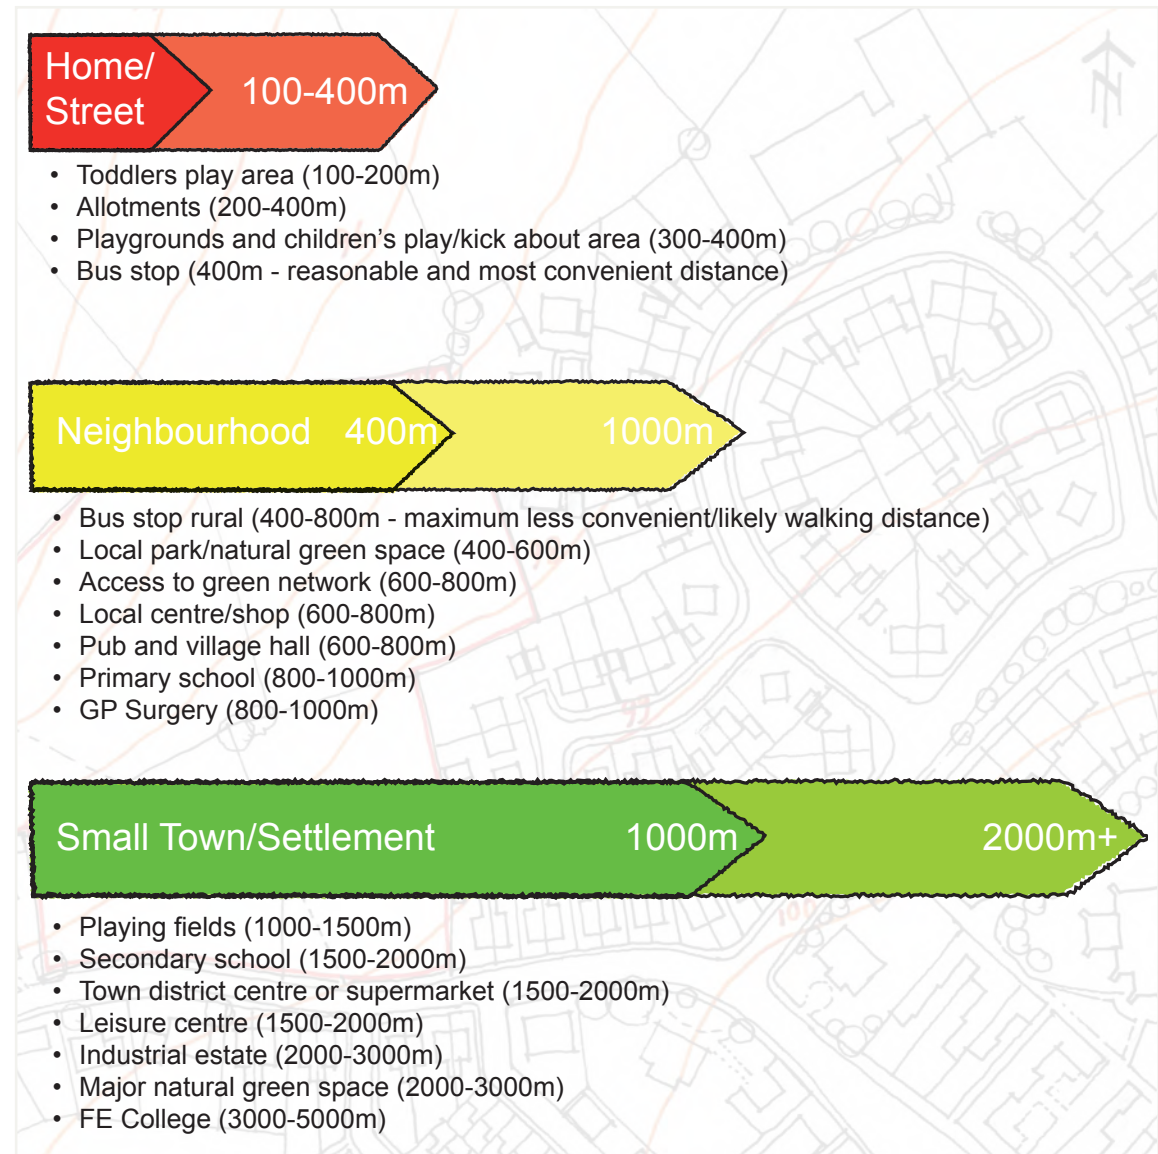 Home/
Street
100-400m
• Toddlers play area (100-200m)
• Allotments (200-400m)
• Playgrounds and children’s play/kick about area (300-400m)
• Bus stop (400m - reasonable and most convenient distance)
Neighbourhood 400m 1000m
• Bus stop rural (400-800m - maximum less convenient/likely walking distance)
• Local park/natural green space (400-600m)
• Access to green network (600-800m)
• Local centre/shop (600-800m)
• Pub and village hall (600-800m)
• Primary school (800-1000m)
• GP Surgery (800-1000m)
Small Town/Settlement 1000m 2000m+
• Playing fields (1000-1500m)
• Secondary school (1500-2000m)
• Town district centre or supermarket (1500-2000m)
• Leisure centre (1500-2000m)
• Industrial estate (2000-3000m)
• Major natural green space (2000-3000m)
• FE College (3000-5000m)